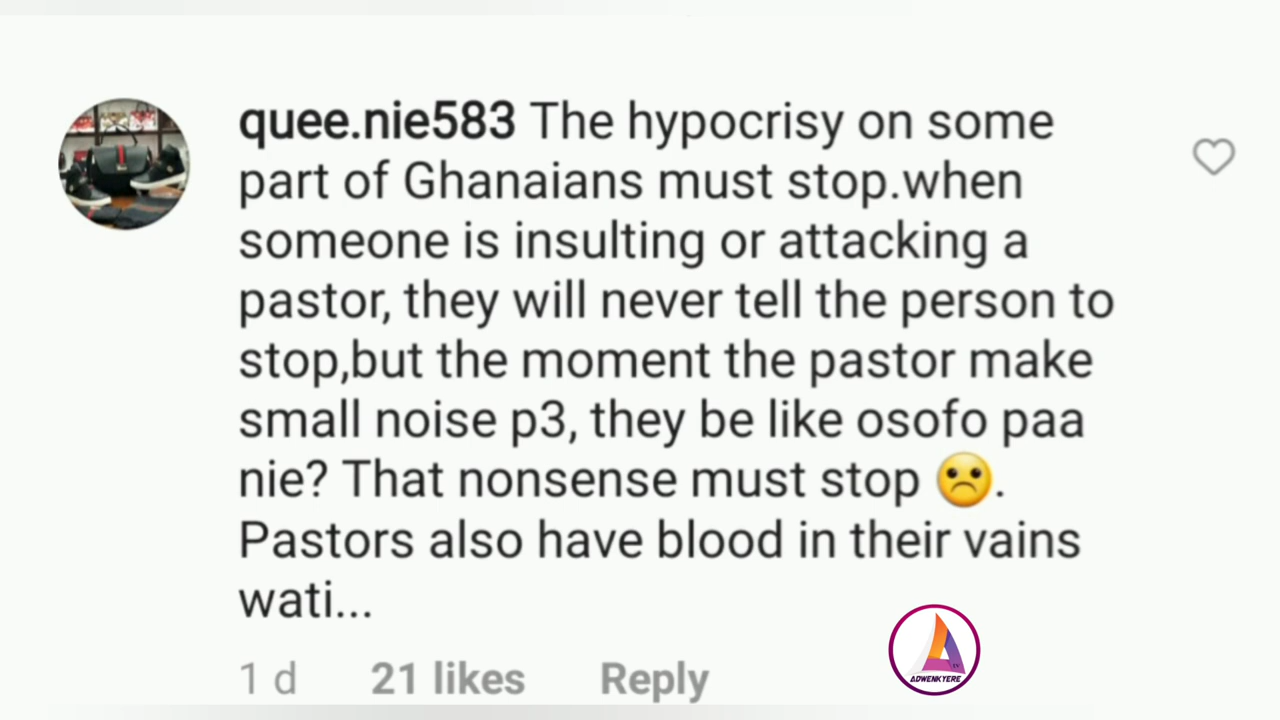 quee.nie583 The hypocrisy on some
part of Ghanaians must stop.when
someone is insulting or attacking a
pastor, they will never tell the person to
stop,but the moment the pastor make
small noise p3, they be like osofo paa
nie? That nonsense must stop ☹️.
Pastors also have blood in their vains
wati...
1 d 21 likes Reply
TV
ADWENKYERE